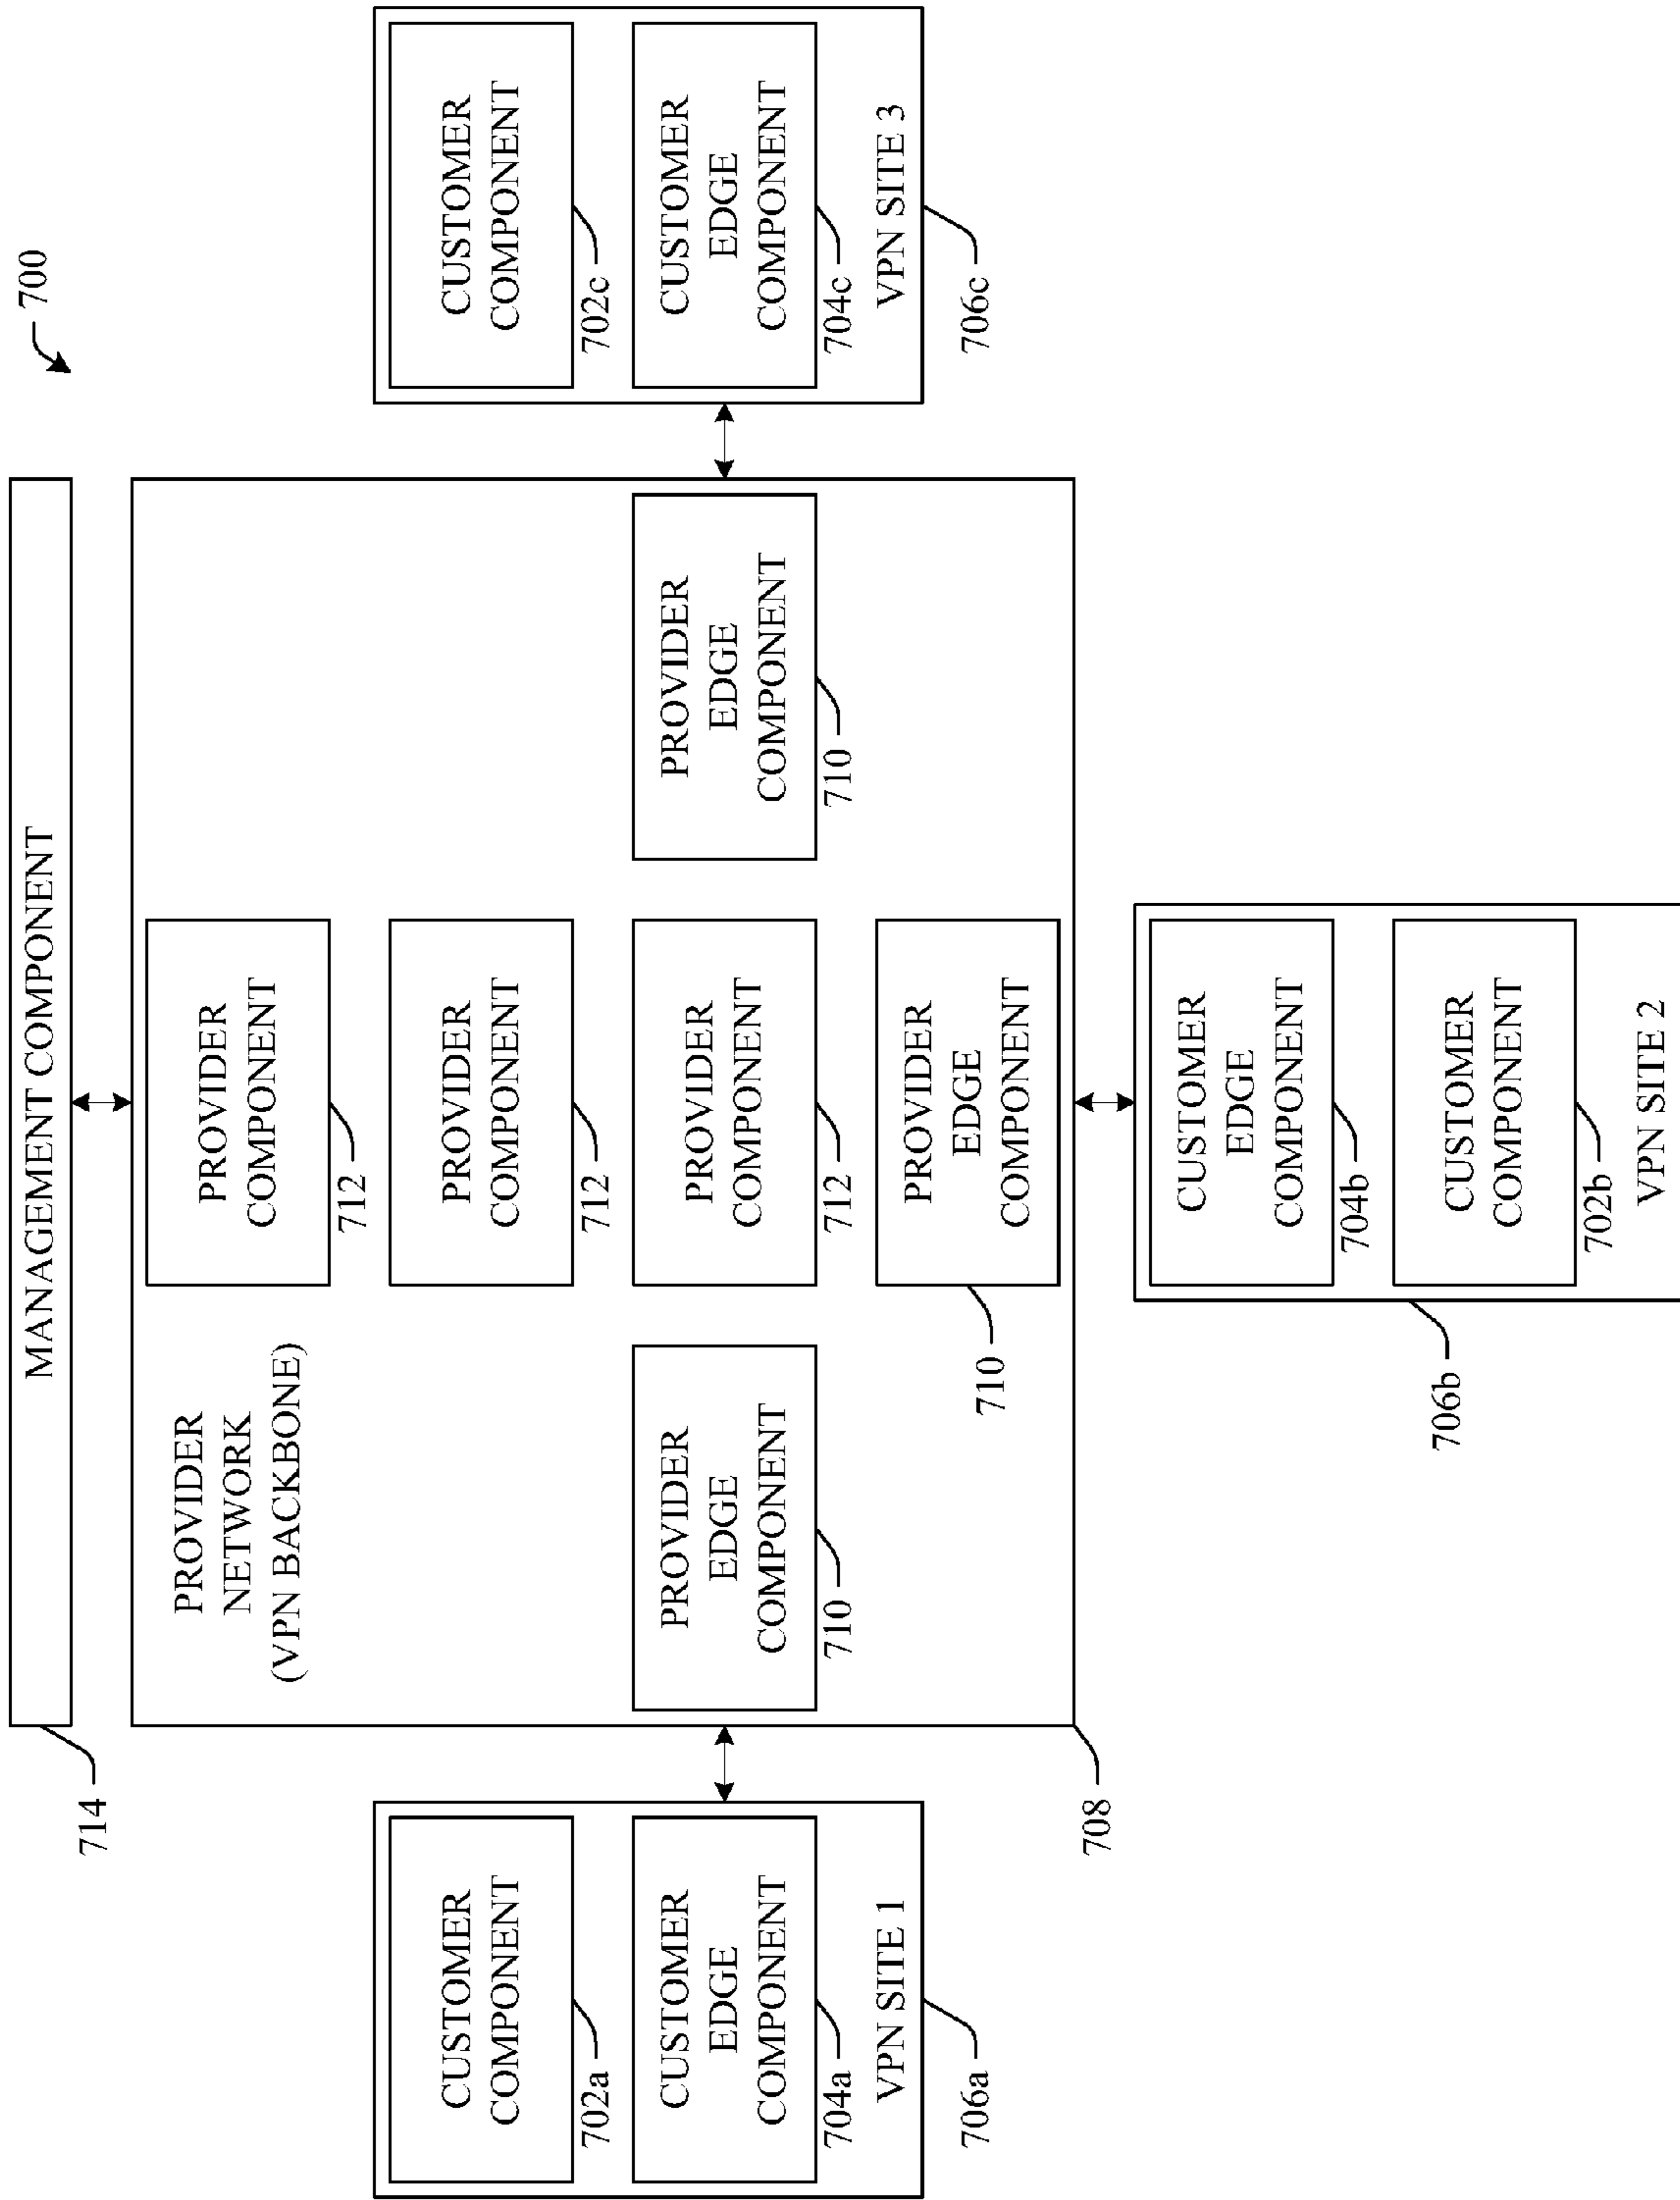 700
MANAGEMENT COMPONENT
714
PROVIDER
NETWORK
(VPN BACKBONE)
PROVIDER
COMPONENT
712
PROVIDER
COMPONENT
712
PROVIDER
COMPONENT
712
PROVIDER
EDGE
COMPONENT
710
PROVIDER
EDGE
COMPONENT
710
PROVIDER
EDGE
COMPONENT
710
708
CUSTOMER
COMPONENT
702a
CUSTOMER
EDGE
COMPONENT
704a
VPN SITE 1
706a
CUSTOMER
EDGE
COMPONENT
704b
CUSTOMER
COMPONENT
702b
VPN SITE 2
706b
CUSTOMER
COMPONENT
702c
CUSTOMER
EDGE
COMPONENT
704c
VPN SITE 3
706c